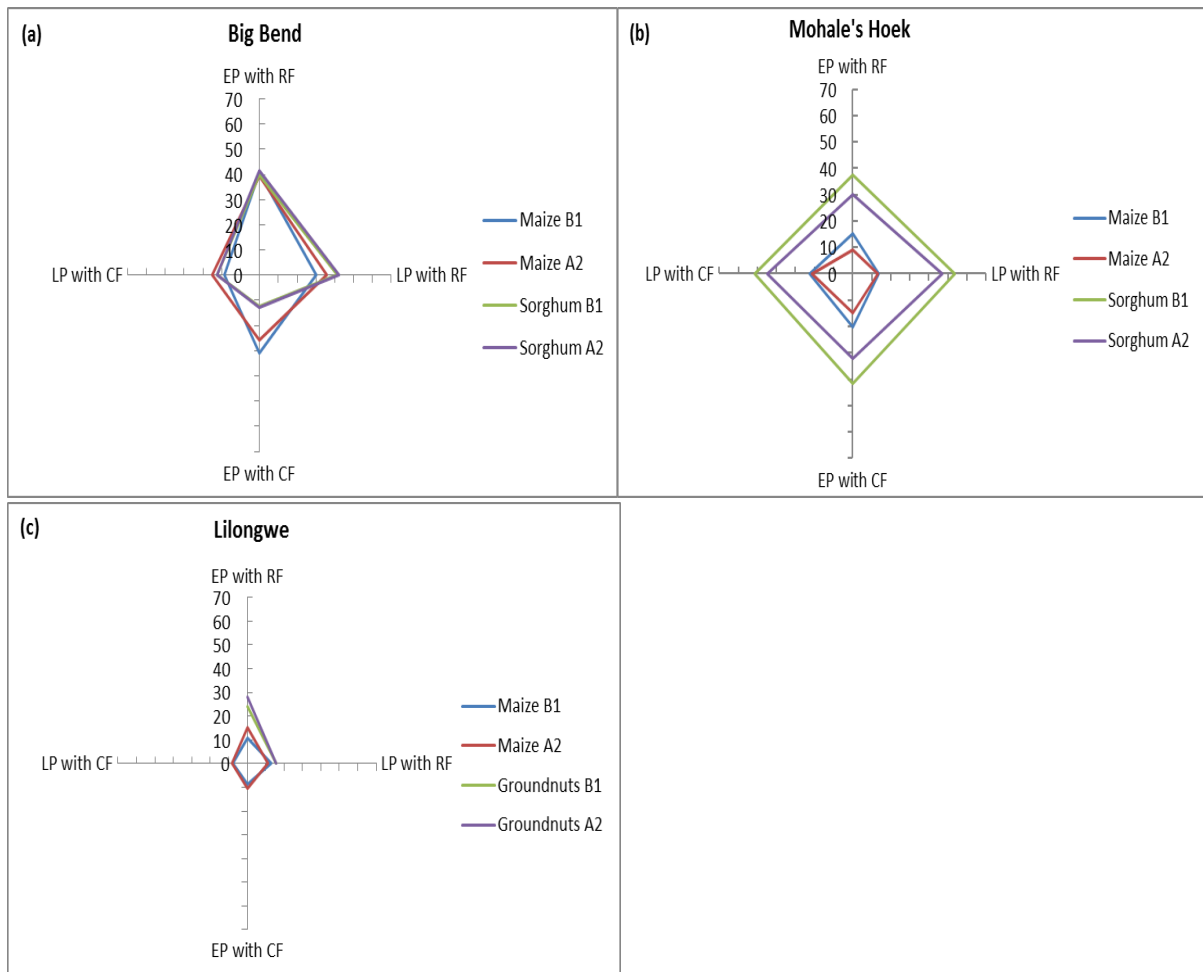 (a)
Big Bend
EP with RF
70
60
50
40
30
20
10
0
LP with CF
LP with RF
EP with CF
Maize B1
Maize A2
Sorghum B1
Sorghum A2
(b)
Mohale's Hoek
EP with RF
70
60
50
40
30
20
10
0
LP with CF
LP with RF
EP with CF
Maize B1
Maize A2
Sorghum B1
Sorghum A2
(c)
Lilongwe
EP with RF
70
60
50
40
30
20
10
0
LP with CF
LP with RF
EP with CF
Maize B1
Maize A2
Groundnuts B1
Groundnuts A2